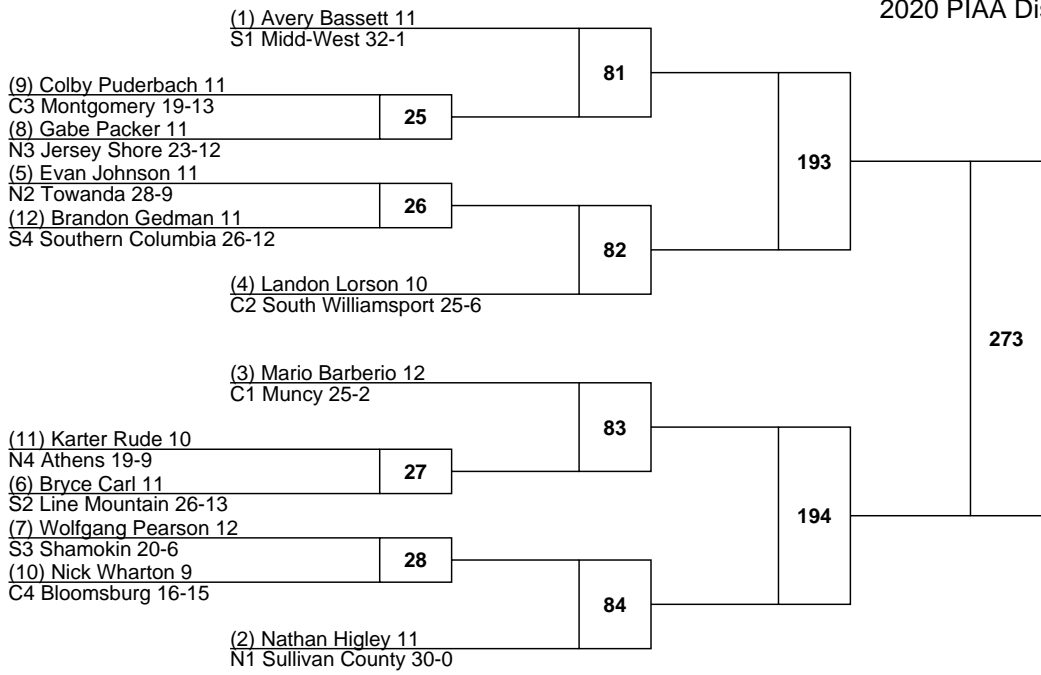 2020 PIAA Dis
(1) Avery Bassett 11
S1 Midd-West 32-1
81
(9) Colby Puderbach 11
C3 Montgomery 19-13
25
(8) Gabe Packer 11
N3 Jersey Shore 23-12
193
(5) Evan Johnson 11
N2 Towanda 28-9
26
(12) Brandon Gedman 11
S4 Southern Columbia 26-12
82
(4) Landon Lorson 10
C2 South Williamsport 25-6
273
(3) Mario Barberio 12
C1 Muncy 25-2
83
(11) Karter Rude 10
N4 Athens 19-9
27
(6) Bryce Carl 11
S2 Line Mountain 26-13
194
(7) Wolfgang Pearson 12
S3 Shamokin 20-6
28
(10) Nick Wharton 9
C4 Bloomsburg 16-15
84
(2) Nathan Higley 11
N1 Sullivan County 30-0